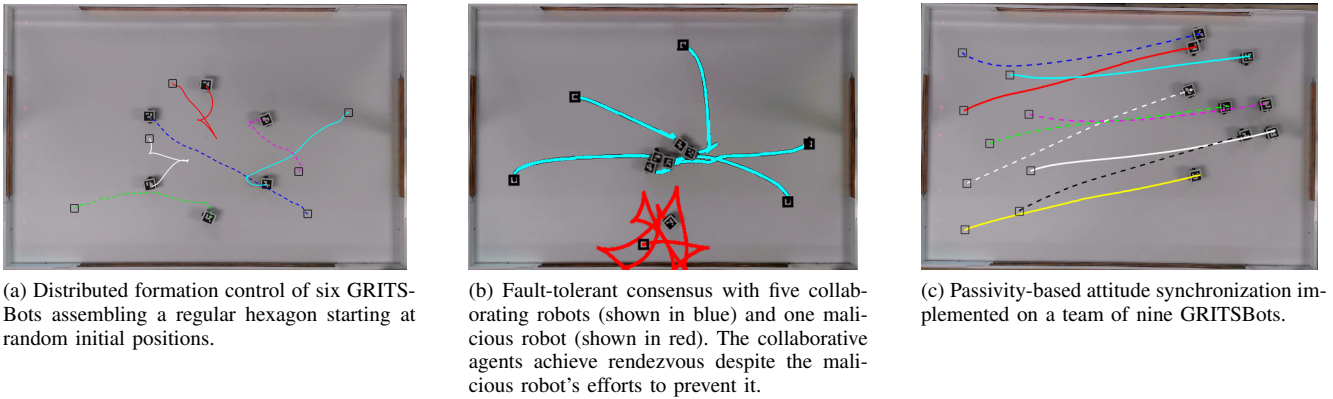 (a) Distributed formation control of six GRITS-
Bots assembling a regular hexagon starting at
random initial positions.
(b) Fault-tolerant consensus with five collab-
orating robots (shown in blue) and one mali-
cious robot (shown in red). The collaborative
agents achieve rendezvous despite the mali-
cious robot's efforts to prevent it.
(c) Passivity-based attitude synchronization im-
plemented on a team of nine GRITSBots.